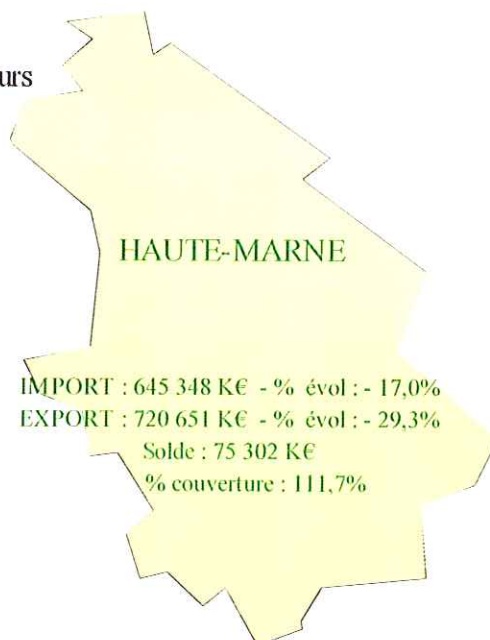 urs
HAUTE-MARNE
IMPORT : 645 348 K€ - % évol : - 17,0%
EXPORT : 720 651 K€ - % évol : - 29,3%
Solde : 75 302 K€
% couverture : 111,7%